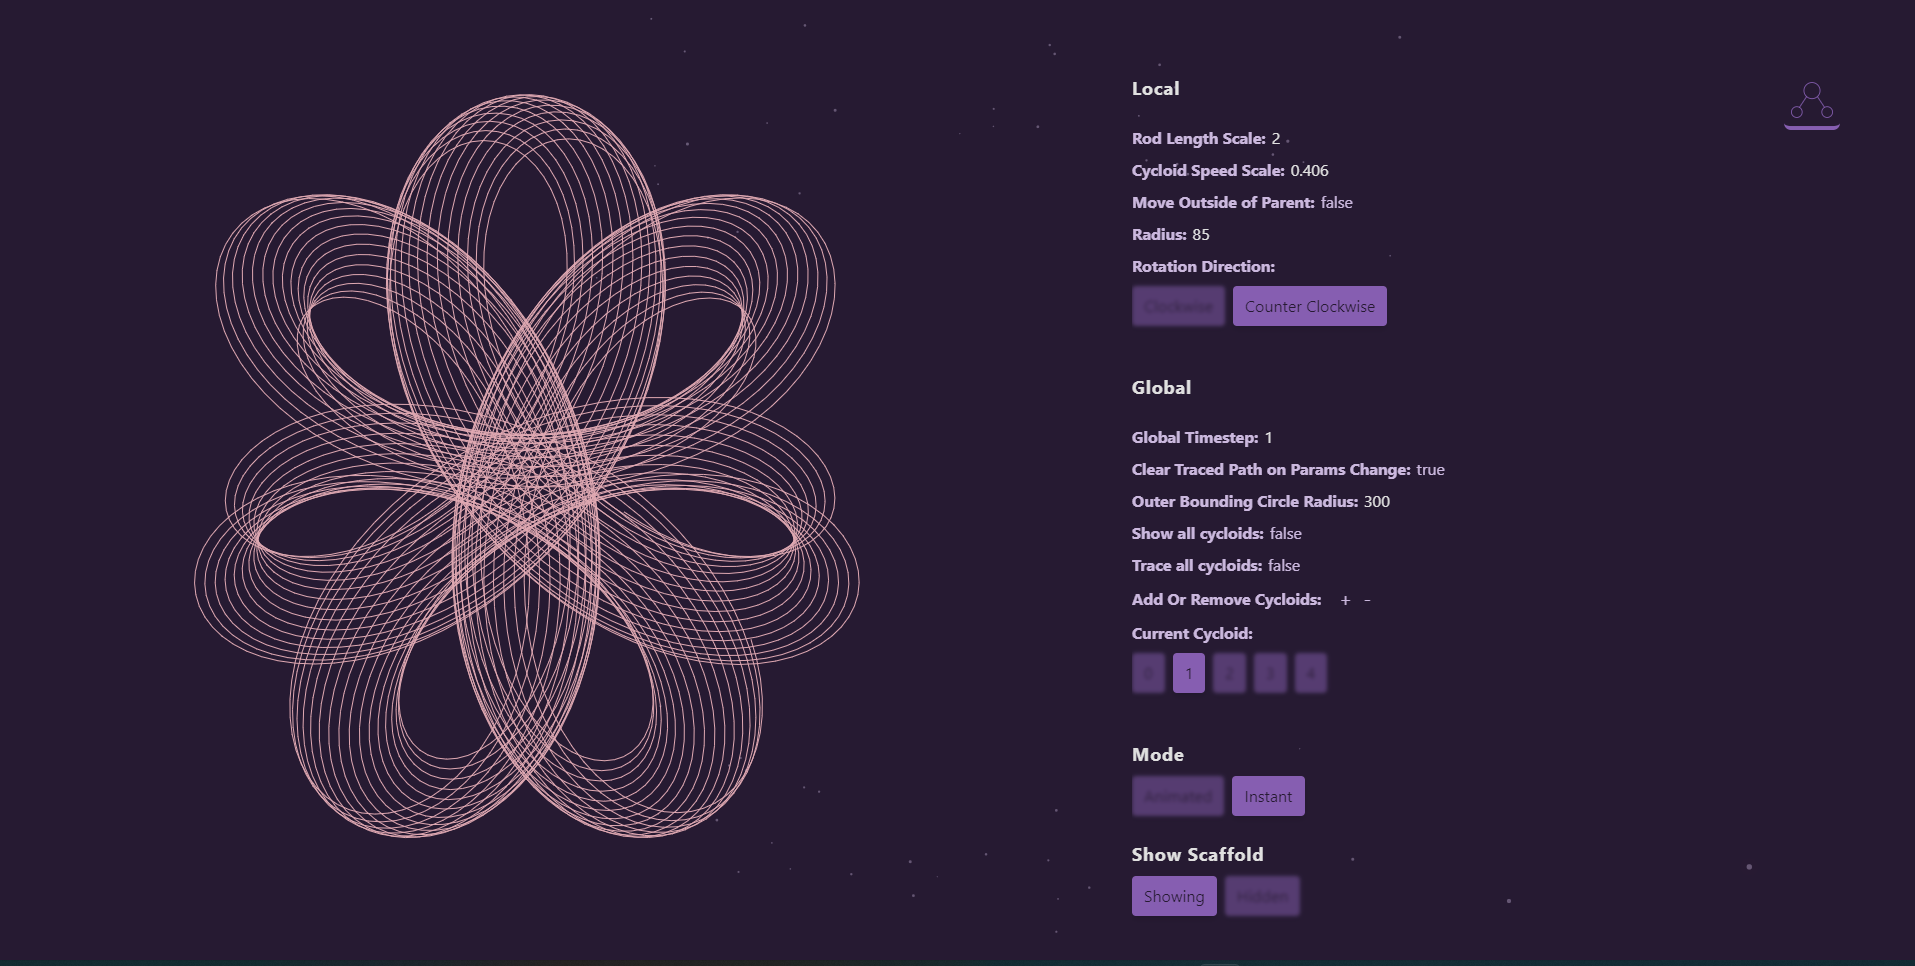 Local
Rod Length Scale: 2
Cycloid Speed Scale: 0.406
Move Outside of Parent: false
Radius: 85
Rotation Direction:
Clockwise Counter Clockwise
Global
Global Timestep: 1
Clear Traced Path on Params Change: true
Outer Bounding Circle Radius: 300
Show all cycloids: false
Trace all cycloids: false
Add Or Remove Cycloids: + -
Current Cycloid:
0 1 2 3 4
Mode
Animated Instant
Show Scaffold
Showing Hidden